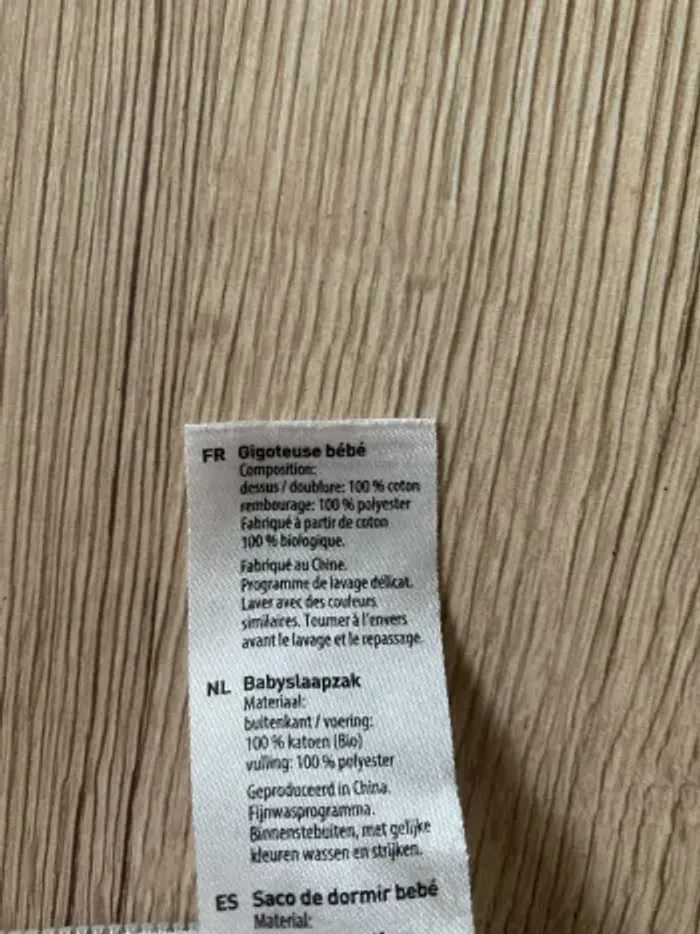 FR Gigoteuse bébé
Composition:
dessus / doublure: 100 % coton
rembourage: 100 % polyester
Fabriqué à partir de coton
100 % biologique.
Fabriqué au Chine.
Programme de lavage délicat.
Laver avec des couleurs
similaires. Tourner à l'envers
avant le lavage et le repassage.
NL Babyslaapzak
Materiaal:
buitenkant / voering:
100 % katoen (Bio)
vulling: 100 % polyester
Geproduceerd in China.
Fijnwasprogramma.
Binnenstebuiten, met gelijke
kleuren wassen en strijken.
ES Saco de dormir bebé
Material: